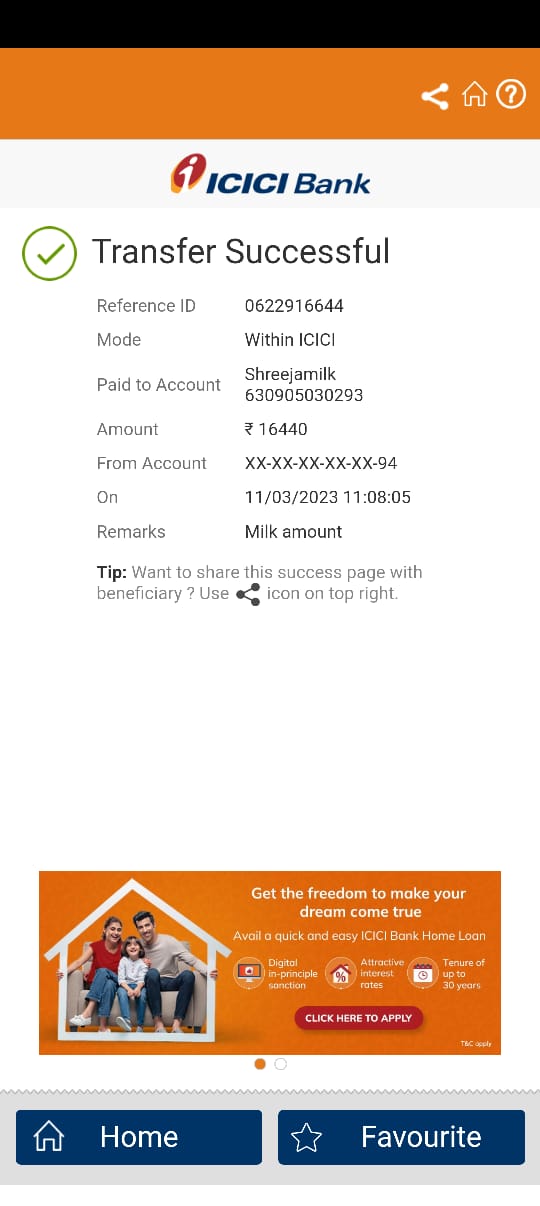 ICICI Bank
Transfer Successful
Reference ID 0622916644
Mode Within ICICI
Paid to Account Shreejamilk
630905030293
Amount ₹ 16440
From Account XX-XX-XX-XX-XX-94
On 11/03/2023 11:08:05
Remarks Milk amount
Tip: Want to share this success page with
beneficiary ? Use icon on top right.
Get the freedom to make your
dream come true
Avail a quick and easy ICICI Bank Home Loan
Digital
in-principle
sanction
Attractive
interest
rates
Tenure of
up to
30 years
CLICK HERE TO APPLY
T&C apply
Home
Favourite